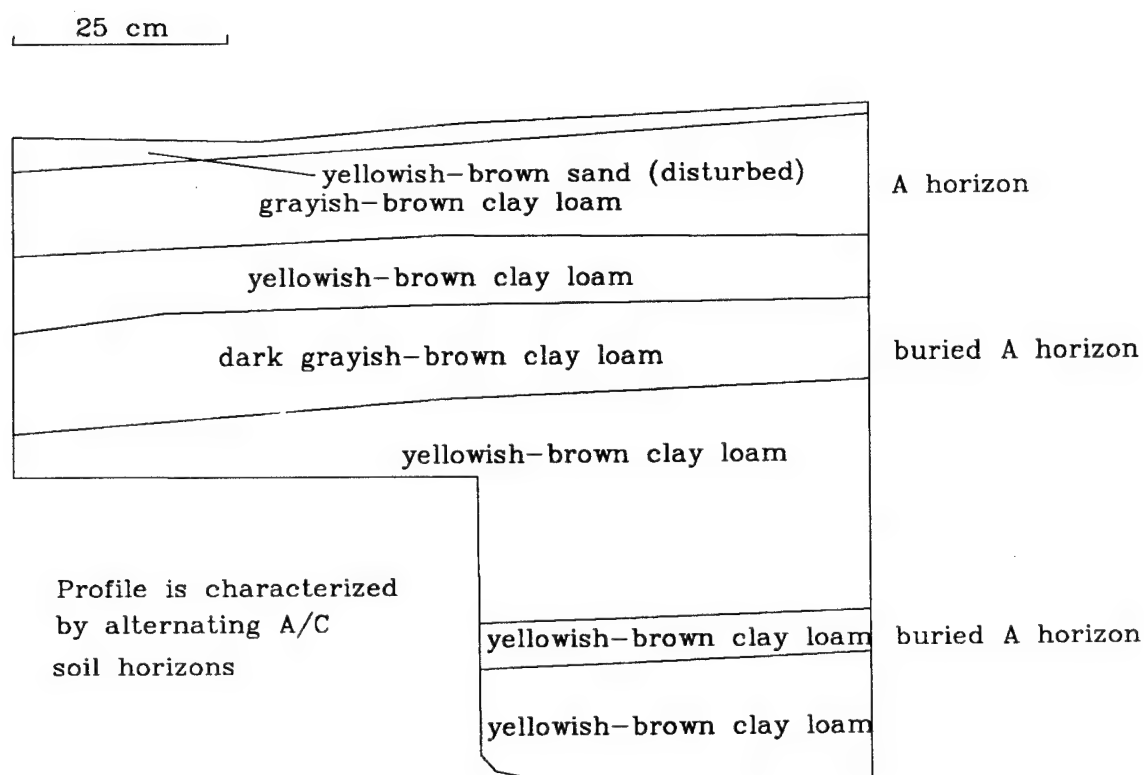 25 cm
yellowish-brown sand (disturbed)
grayish-brown clay loam
A horizon
yellowish-brown clay loam
dark grayish-brown clay loam
buried A horizon
yellowish-brown clay loam
Profile is characterized
by alternating A/C
soil horizons
yellowish-brown clay loam
buried A horizon
yellowish-brown clay loam